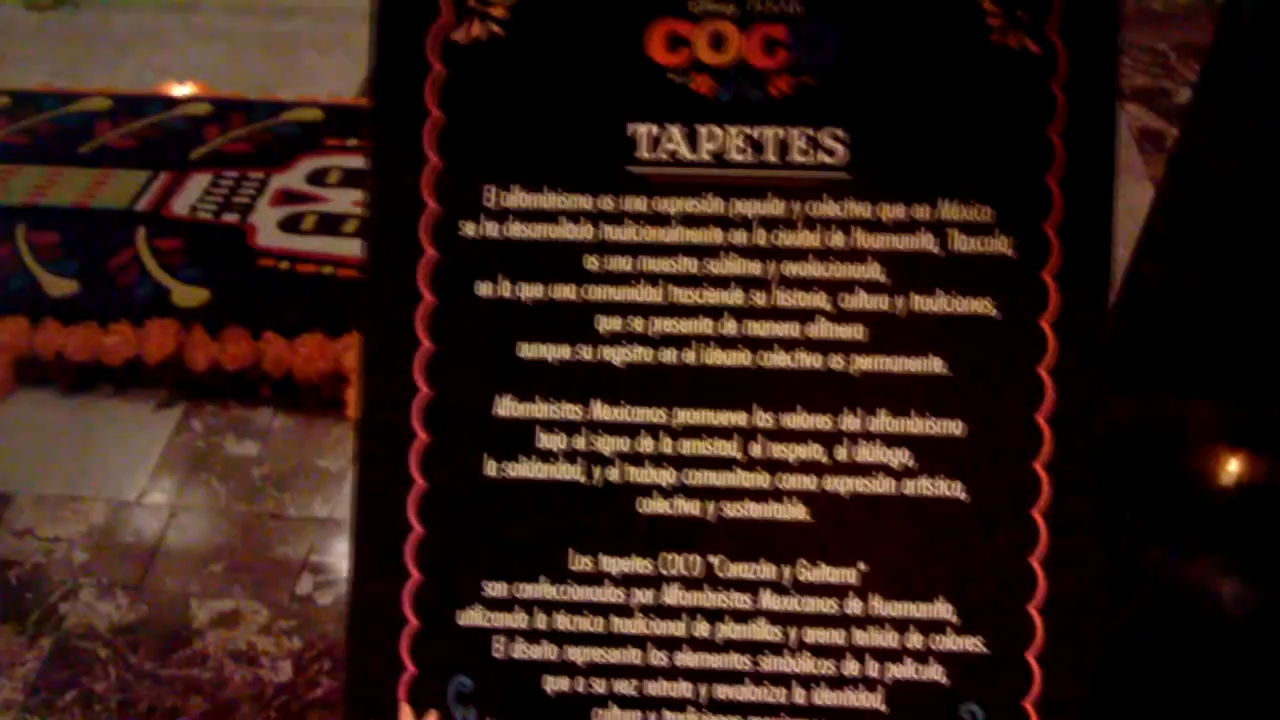 Disney PIXAR
COCO
TAPETES
El alfombrismo es una expresión popular y colectiva que en México
se ha desarrollado tradicionalmente en la ciudad de Huamantla, Tlaxcala;
es una muestra sublime y evolucionada,
en la que una comunidad trasciende su historia, cultura y tradiciones;
que se presenta de manera efímera
aunque su registro en el ideario colectivo es permanente.
Alfombristas Mexicanos promueve los valores del alfombrismo
bajo el signo de la amistad, el respeto, el diálogo,
la solidaridad, y el trabajo comunitario como expresión artística,
colectiva y sustentable.
Los tapetes COCO "Corazón y Guitarra"
son confeccionados por Alfombristas Mexicanos de Huamantla,
utilizando la técnica tradicional de plantillas y arena teñida de colores.
El diseño representa los elementos simbólicos de la película,
que a su vez retrata y revaloriza la identidad,
cultura y tradiciones